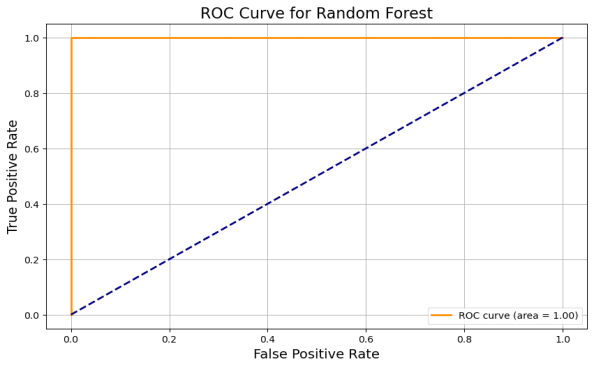 ROC Curve for Random Forest
1.0
0.8
0.6
0.4
0.2
0.0
True Positive Rate
ROC curve (area = 1.00)
0.0 0.2 0.4 0.6 0.8 1.0
False Positive Rate